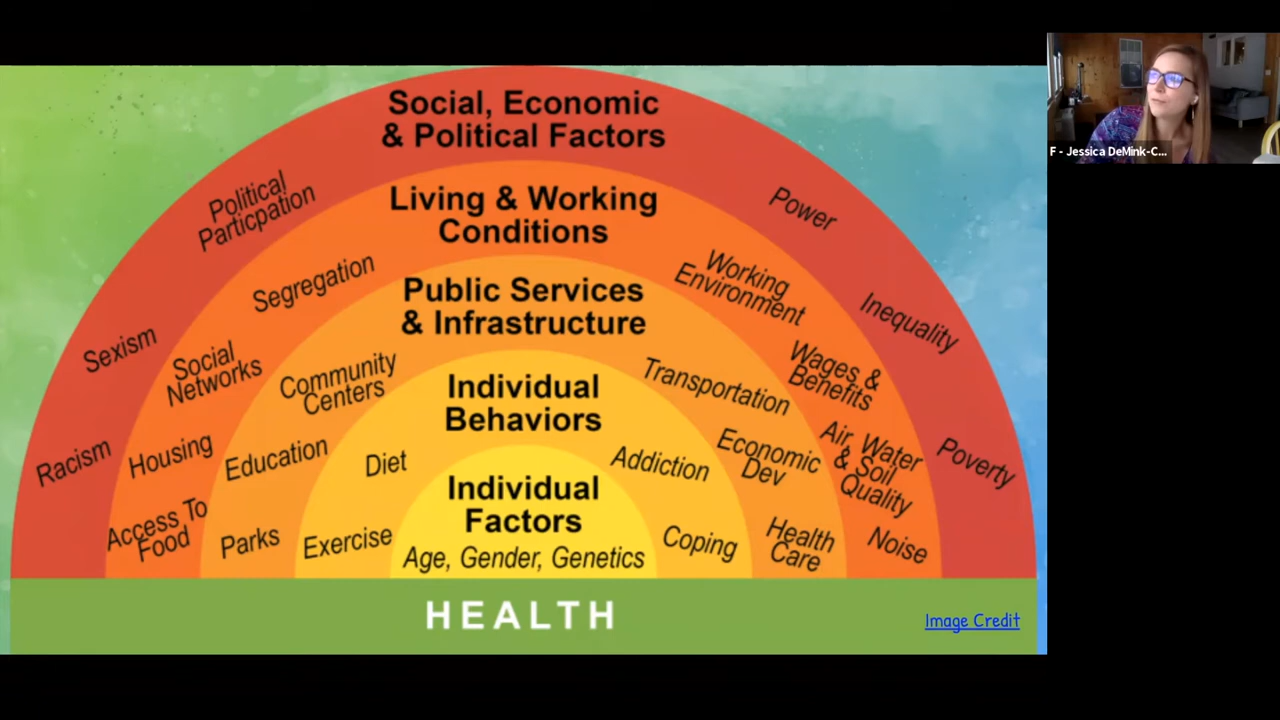 Social, Economic
& Political Factors
Political
Particpation
Power
Sexism
Inequality
Racism
Poverty
Living & Working
Conditions
Segregation
Working
Environment
Social
Networks
Wages &
Benefits
Housing
Air, Water
& Soil
Quality
Access To
Food
Noise
Public Services
& Infrastructure
Community
Centers
Transportation
Education
Economic
Dev
Parks
Health
Care
Individual
Behaviors
Diet
Addiction
Exercise
Coping
Individual
Factors
Age, Gender, Genetics
HEALTH
Image Credit
F - Jessica DeMink-C...